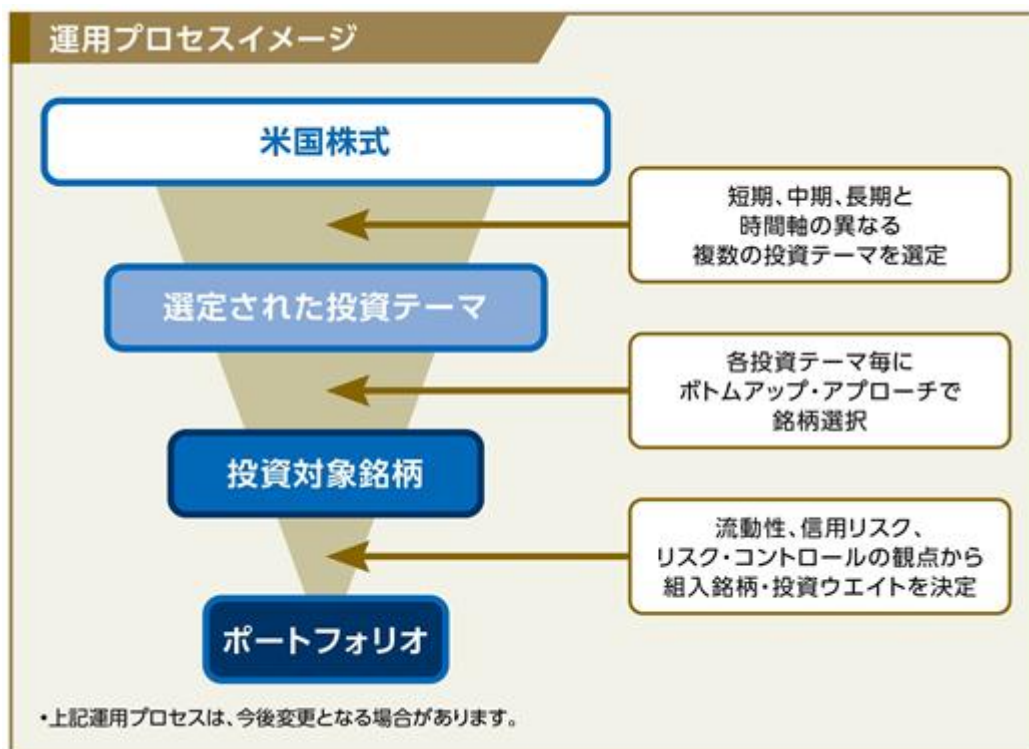 運用プロセスイメージ
米国株式
短期、中期、長期と
時間軸の異なる
複数の投資テーマを選定
選定された投資テーマ
各投資テーマ毎に
ボトムアップ・アプローチで
銘柄選択
投資対象銘柄
流動性、信用リスク、
リスク・コントロールの観点から
組入銘柄・投資ウエイトを決定
ポートフォリオ
・上記運用プロセスは、今後変更となる場合があります。